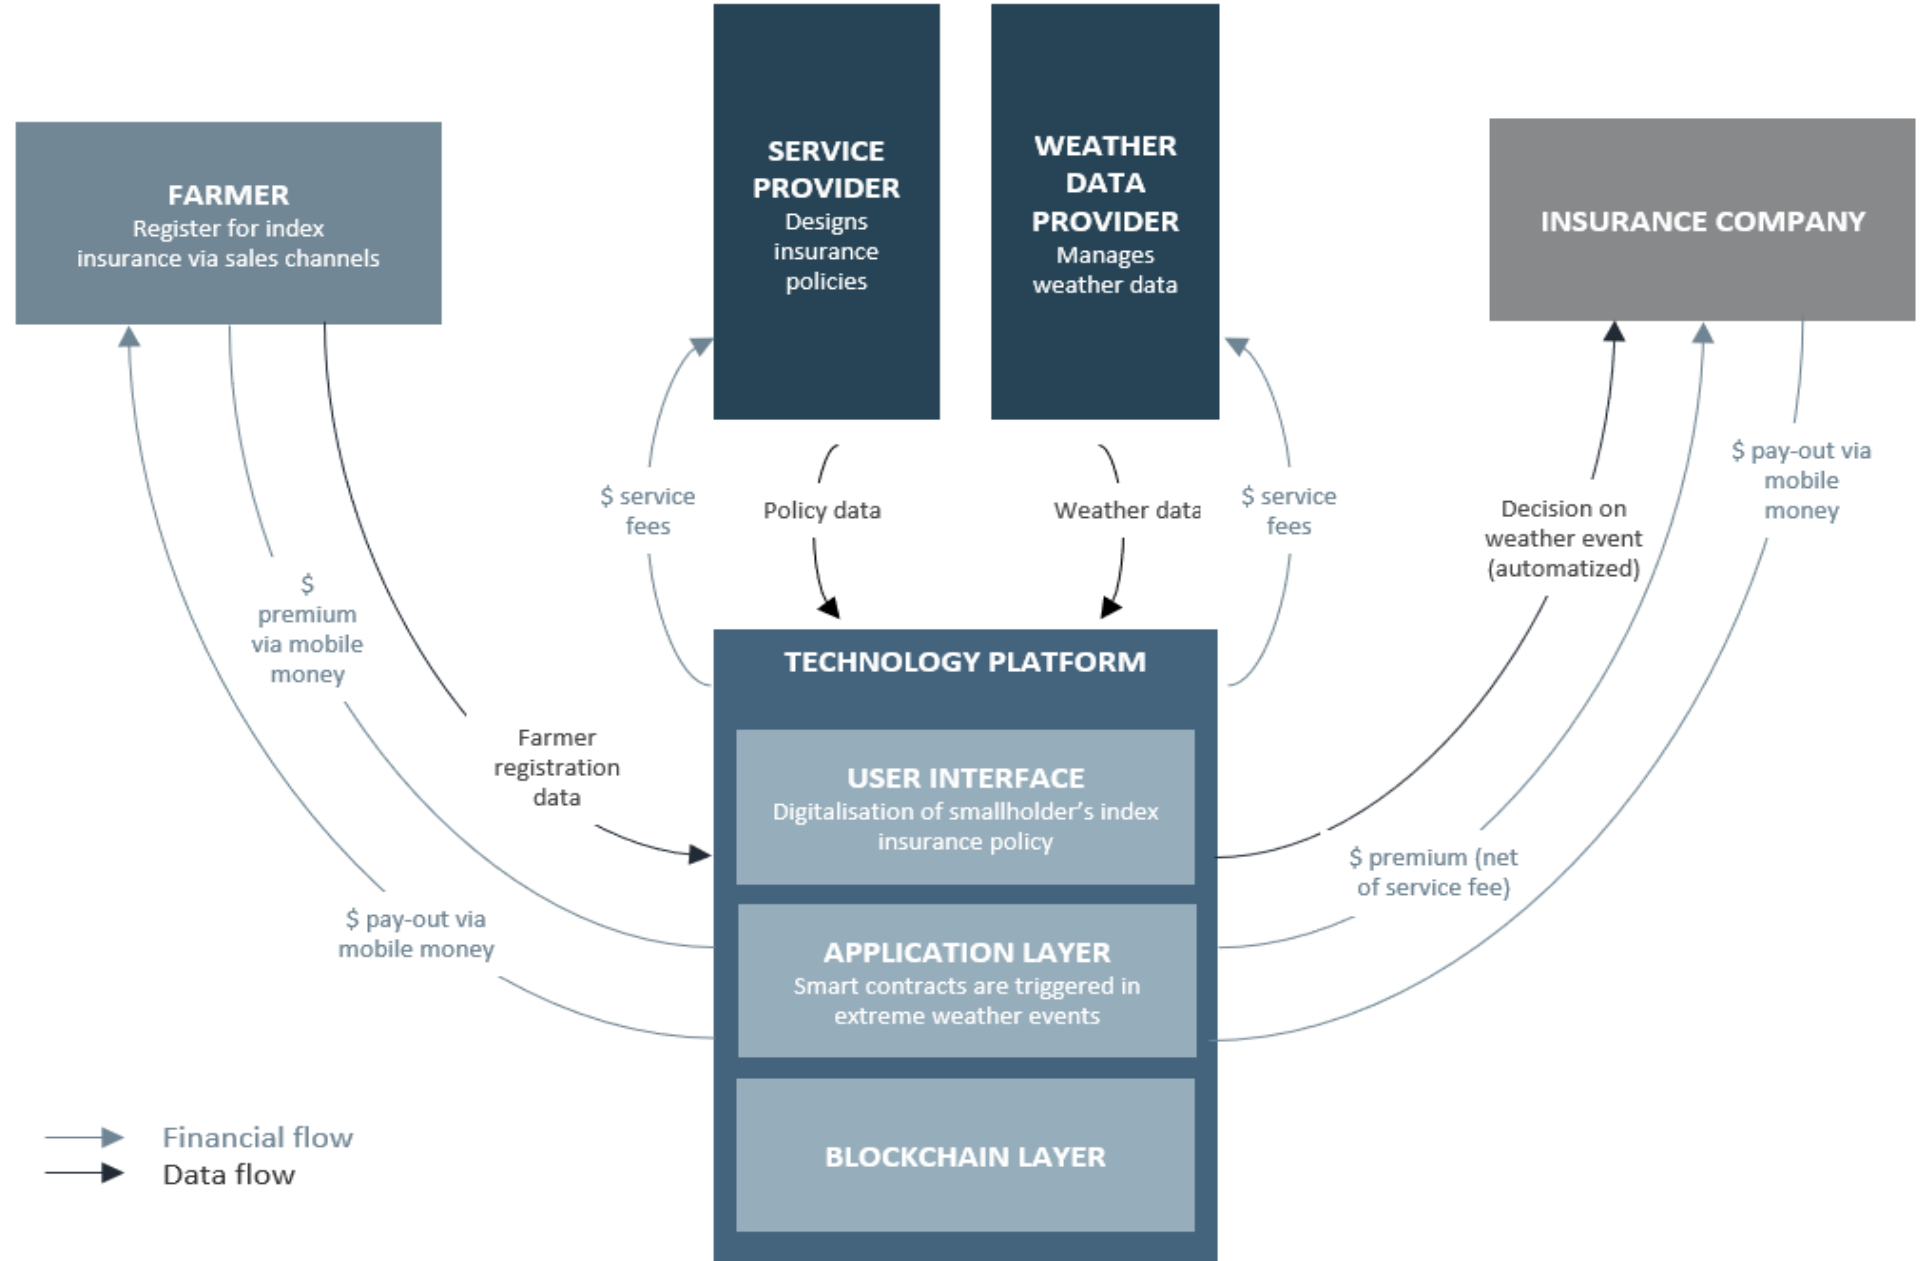 FARMER
Register for index
insurance via sales channels
SERVICE
PROVIDER
Designs
insurance
policies
WEATHER
DATA
PROVIDER
Manages
weather data
INSURANCE COMPANY
$ service
fees
Policy data
Weather data
$ service
fees
$ pay-out via
mobile
money
Decision on
weather event
(automatized)
$
premium
via mobile
money
Farmer
registration
data
$ pay-out via
mobile money
TECHNOLOGY PLATFORM
USER INTERFACE
Digitalisation of smallholder’s index
insurance policy
$ premium (net
of service fee)
APPLICATION LAYER
Smart contracts are triggered in
extreme weather events
BLOCKCHAIN LAYER
Financial flow
Data flow